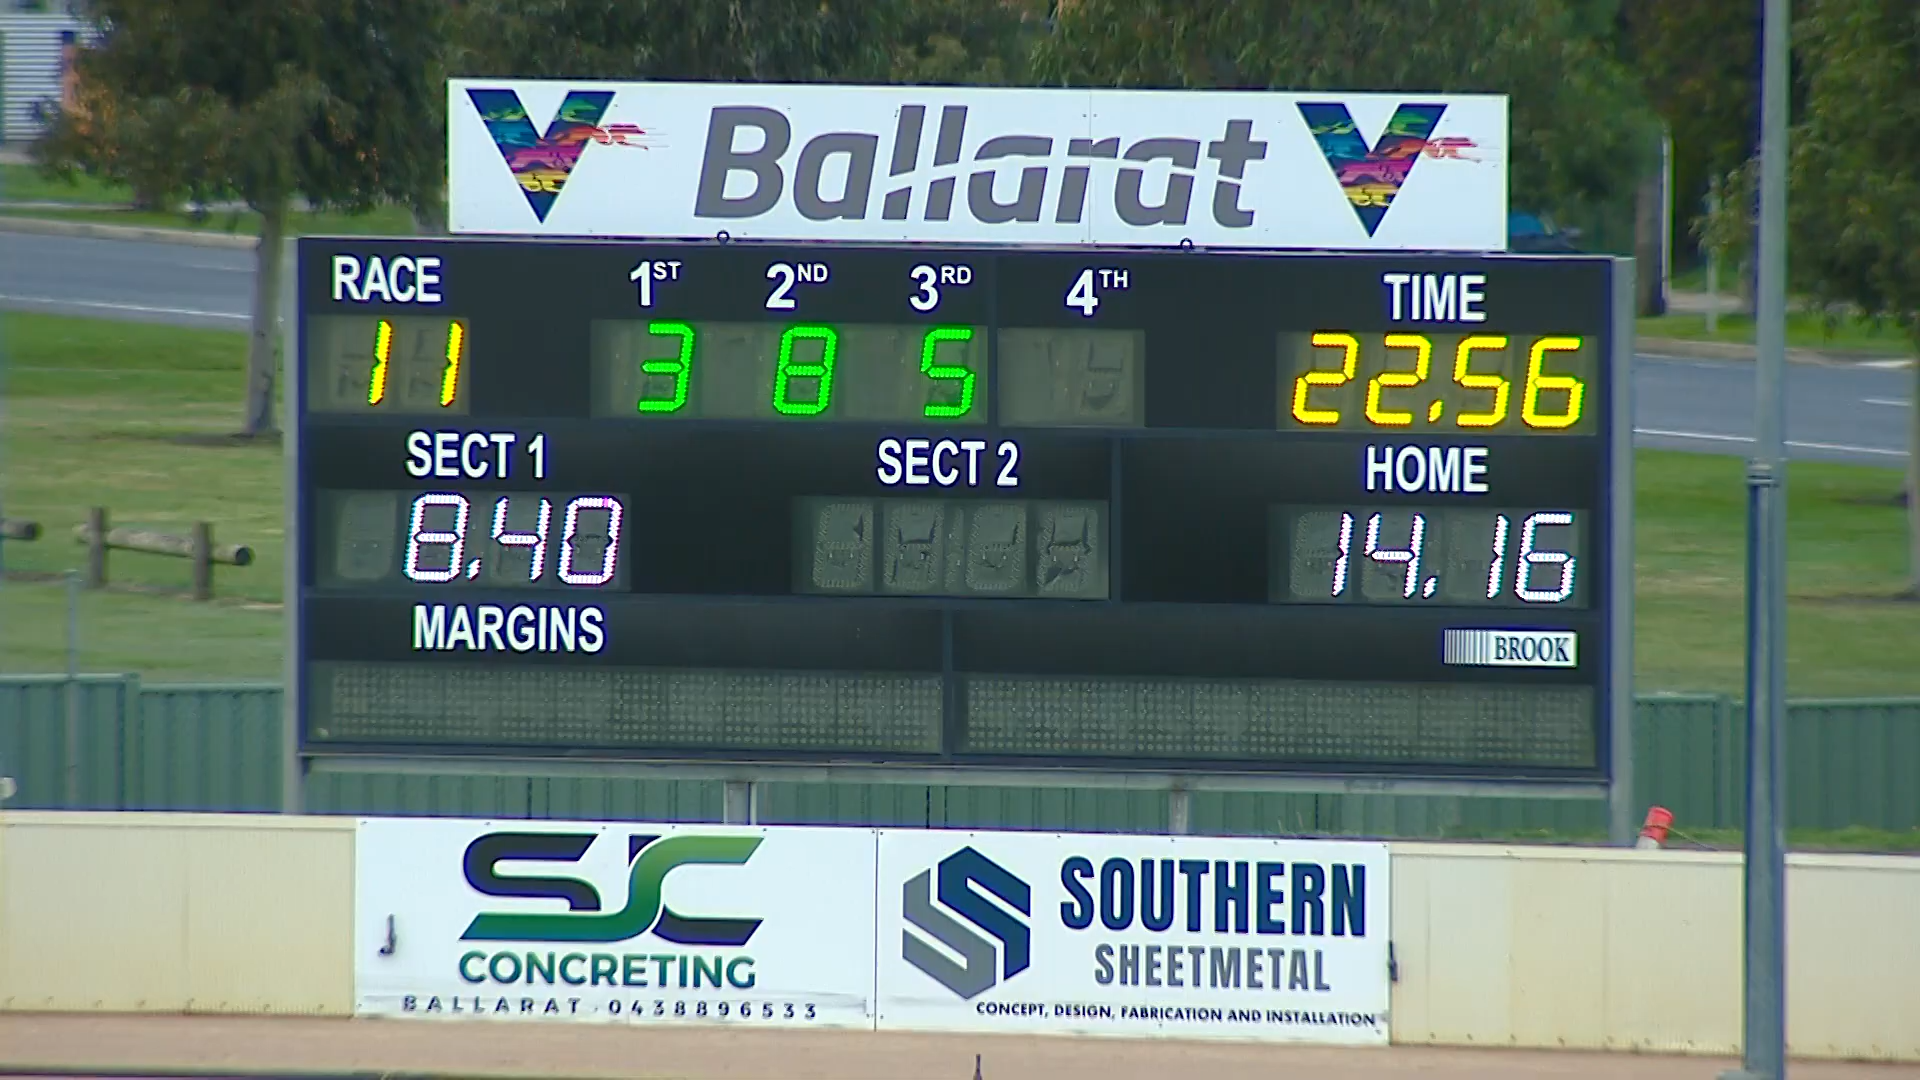 Ballarat
RACE 1ST 2ND 3RD 4TH TIME
11 3 8 5 22.56
SECT 1 SECT 2 HOME
8.40 14.16
MARGINS BROOK
SJC
CONCRETING
BALLARAT · 0438896533
SOUTHERN
SHEETMETAL
CONCEPT, DESIGN, FABRICATION AND INSTALLATION